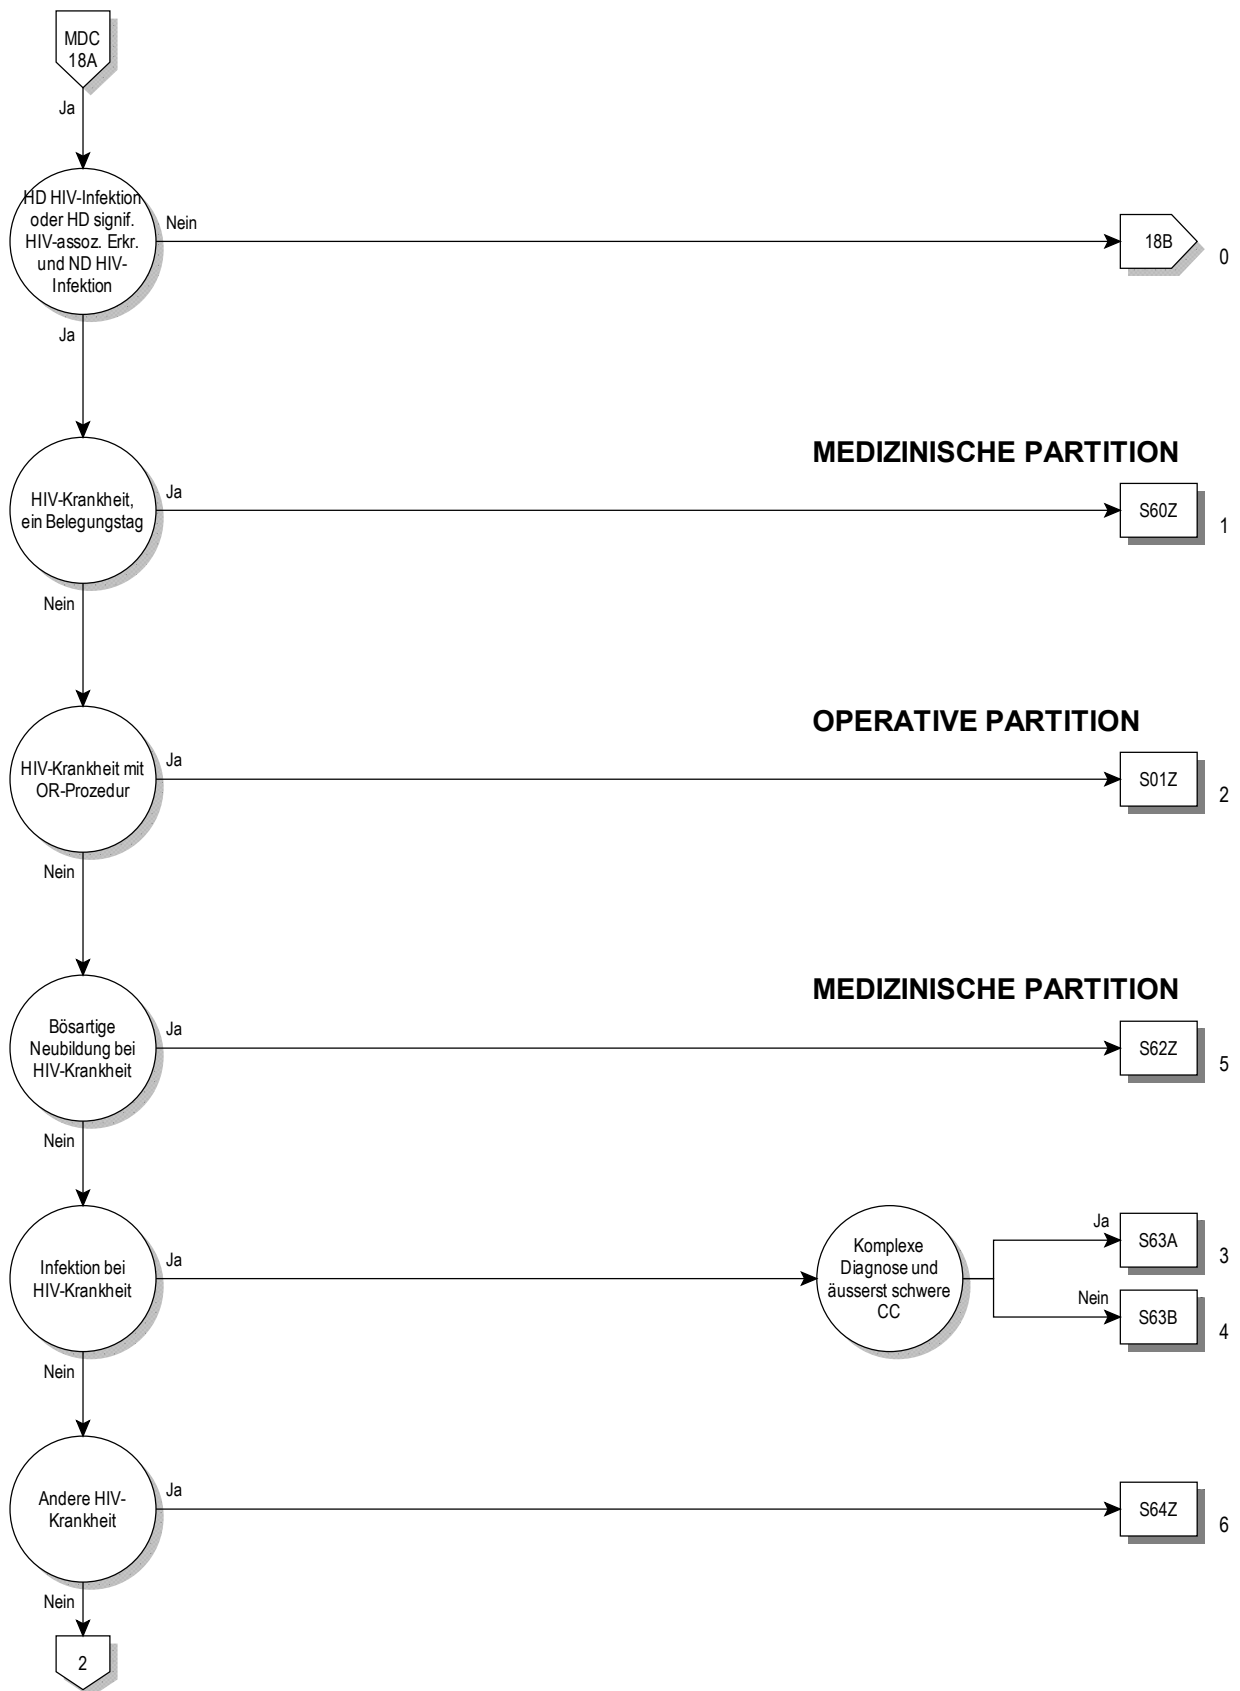 MDC
18A
Ja
HD HIV-Infektion
oder HD signif.
HIV-assoz. Erkr.
und ND HIV-
Infektion
Nein
18B
0
Ja
MEDIZINISCHE PARTITION
HIV-Krankheit,
ein Belegungstag
Ja
S60Z
1
Nein
OPERATIVE PARTITION
HIV-Krankheit mit
OR-Prozedur
Ja
S01Z
2
Nein
MEDIZINISCHE PARTITION
Bösartige
Neubildung bei
HIV-Krankheit
Ja
S62Z
5
Nein
Infektion bei
HIV-Krankheit
Ja
Komplexe
Diagnose und
äusserst schwere
CC
Ja
S63A
3
Nein
S63B
4
Nein
Andere HIV-
Krankheit
Ja
S64Z
6
Nein
2